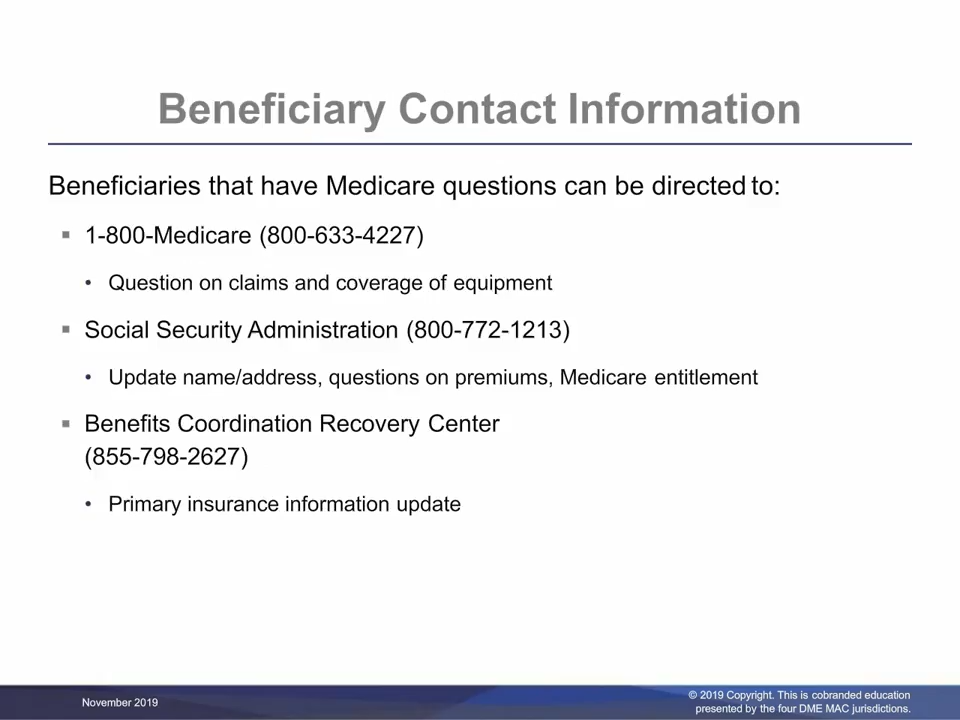 Beneficiary Contact Information
Beneficiaries that have Medicare questions can be directed to:
▪ 1-800-Medicare (800-633-4227)
• Question on claims and coverage of equipment
▪ Social Security Administration (800-772-1213)
• Update name/address, questions on premiums, Medicare entitlement
▪ Benefits Coordination Recovery Center
(855-798-2627)
• Primary insurance information update
November 2019
© 2019 Copyright. This is cobranded education
presented by the four DME MAC jurisdictions.